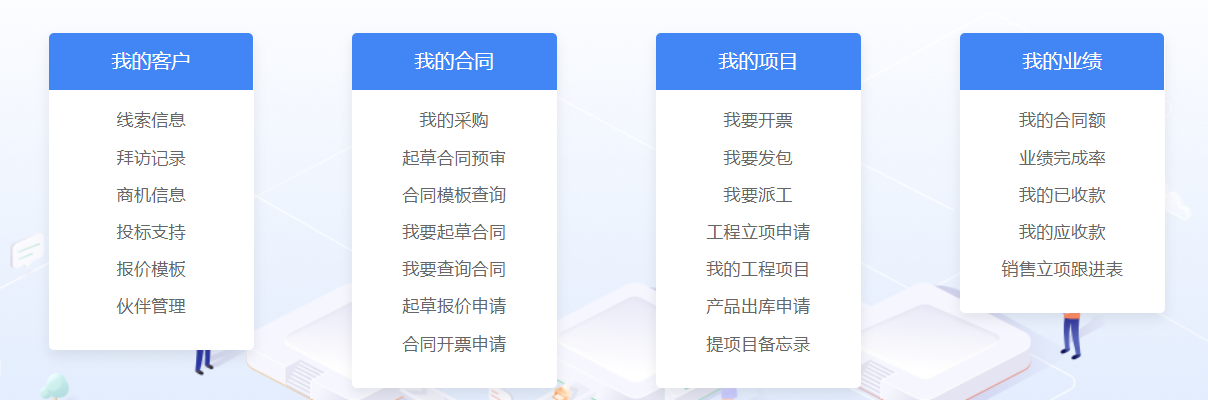 我的客户
线索信息
拜访记录
商机信息
投标支持
报价模板
伙伴管理
我的合同
我的采购
起草合同预审
合同模板查询
我要起草合同
我要查询合同
起草报价申请
合同开票申请
我的项目
我要开票
我要发包
我要派工
工程立项申请
我的工程项目
产品出库申请
提项目备忘录
我的业绩
我的合同额
业绩完成率
我的已收款
我的应收款
销售立项跟进表